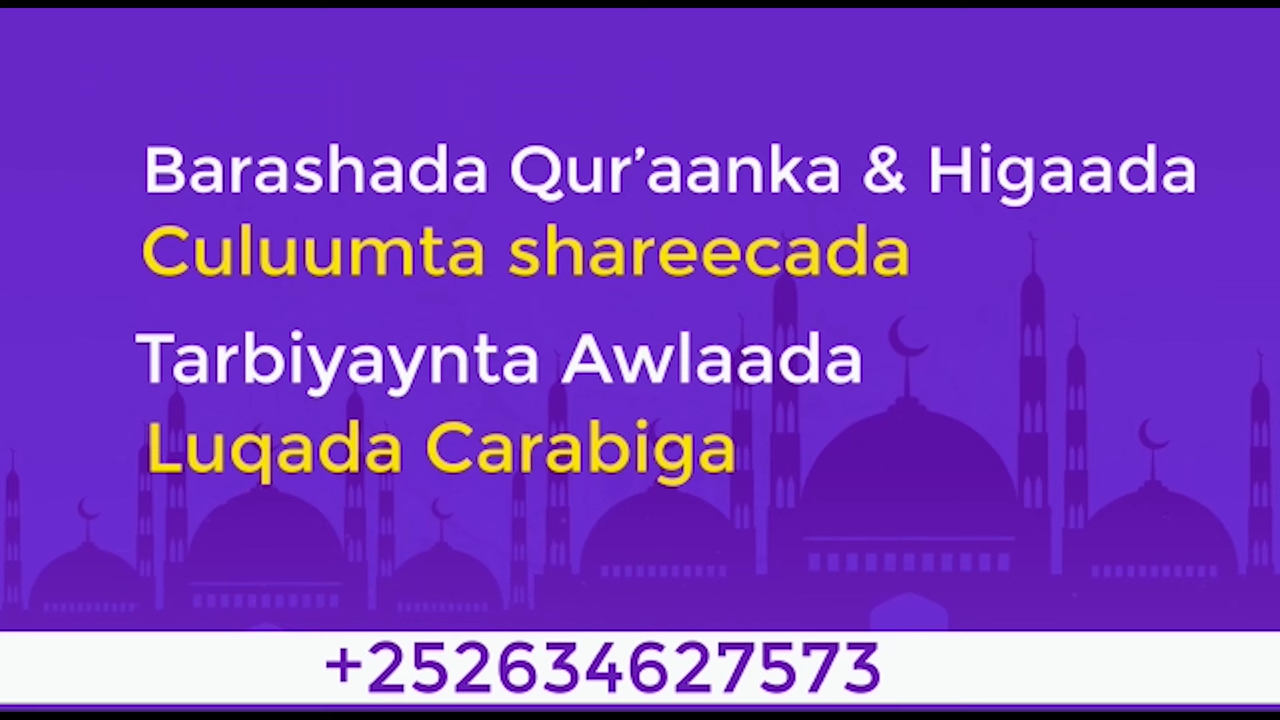 Barashada Qur’aanka & Higaada
Culuumta shareecada
Tarbiyaynta Awlaada
Luqada Carabiga
+252634627573